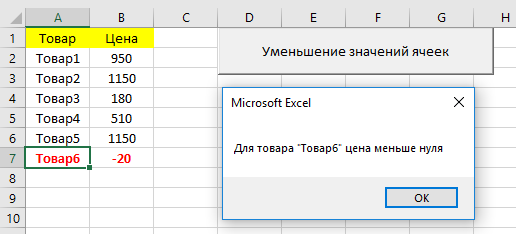 A B C D E F G H
1 Товар Цена
Уменьшение значений ячеек
2 Товар1 950
3 Товар2 1150
4 Товар3 180
5 Товар4 510
6 Товар5 1150
7 Товар6 -20
8
9
10
Microsoft Excel
Для товара "Товар6" цена меньше нуля
OK